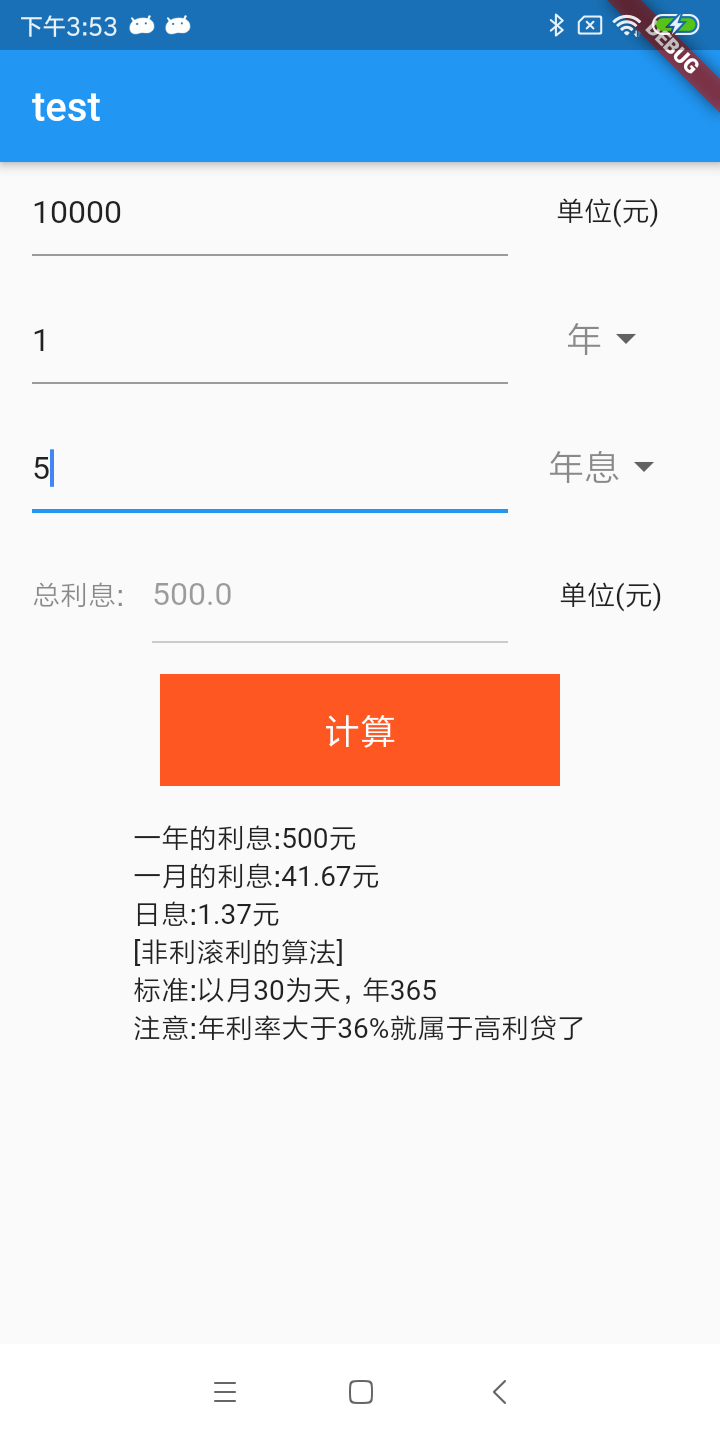 下午3:53
DEBUG
test
10000 单位(元)
1 年
5 年息
总利息: 500.0 单位(元)
计算
一年的利息:500元
一月的利息:41.67元
日息:1.37元
[非利滚利的算法]
标准:以月30为天，年365
注意:年利率大于36%就属于高利贷了